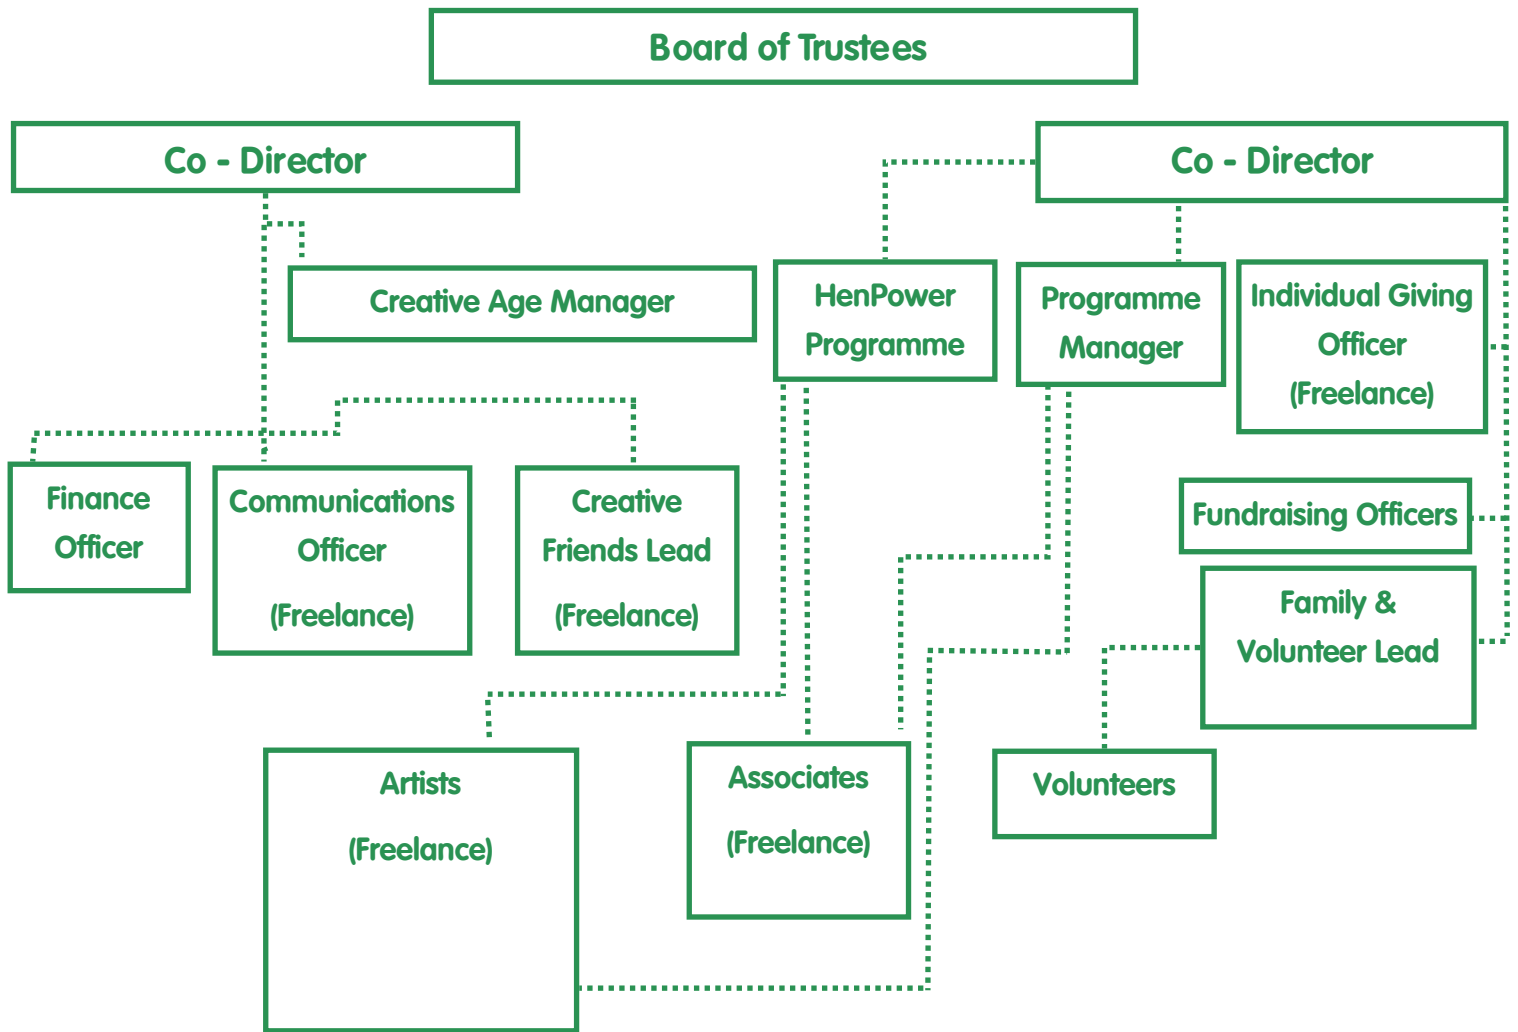 Board of Trustees
Co - Director
Co - Director
Creative Age Manager
HenPower
Programme
Programme
Manager
Individual Giving
Officer
(Freelance)
Finance
Officer
Communications
Officer
(Freelance)
Creative
Friends Lead
(Freelance)
Fundraising Officers
Family &
Volunteer Lead
Artists
(Freelance)
Associates
(Freelance)
Volunteers